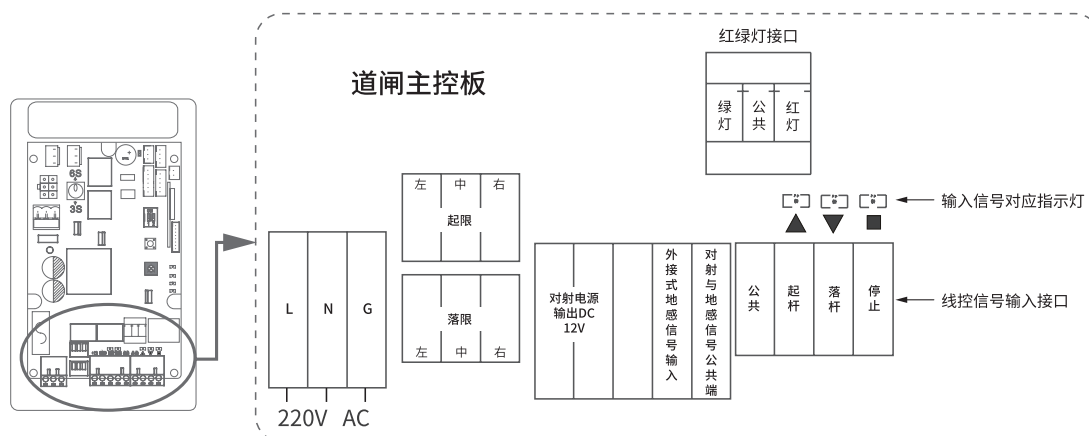 红绿灯接口
道闸主控板
绿灯
公共
红灯
左 中 右
起限
输入信号对应指示灯
6S
3S
L N G
落限
左 中 右
对射电源
输出DC
12V
外接式地感信号输入
对射与地感信号公共端
公共
起杆
落杆
停止
线控信号输入接口
220V AC